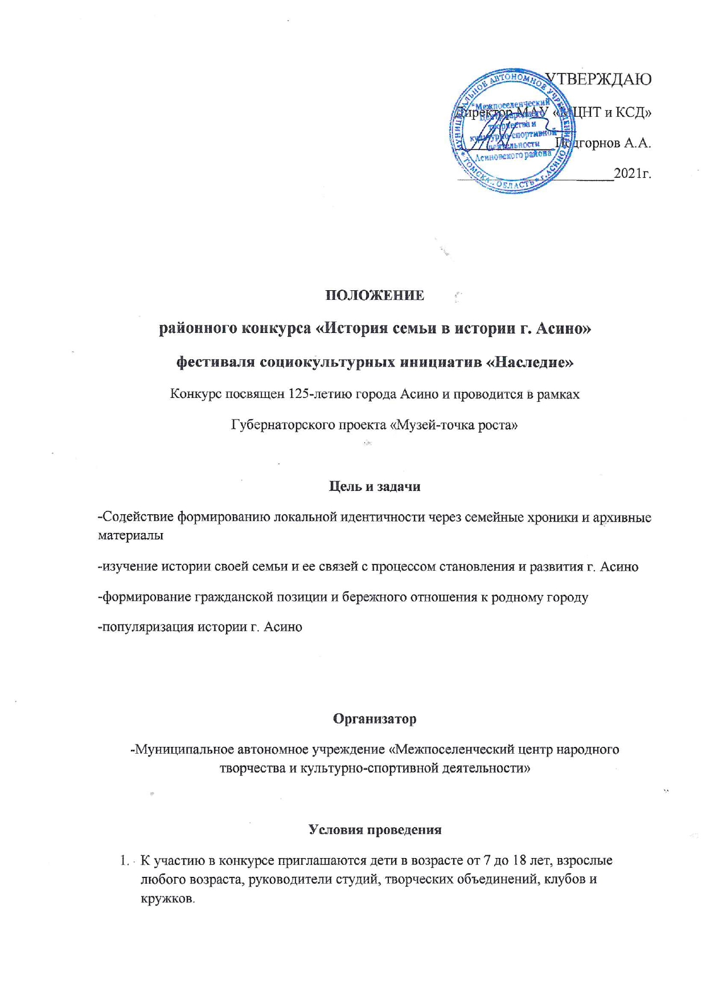 УТВЕРЖДАЮ
Директор МАУ «МЦНТ и КСД»
Подгорнов А.А.
2021г.
МУНИЦИПАЛЬНОЕ АВТОНОМНОЕ УЧРЕЖДЕНИЕ
* ТОМСКАЯ ОБЛАСТЬ * г. АСИНО *
"Межпоселенческий
Центр народного
творчества и
культурно-спортивной
деятельности
Асиновского района"
ПОЛОЖЕНИЕ
районного конкурса «История семьи в истории г. Асино»
фестиваля социокультурных инициатив «Наследие»
Конкурс посвящен 125-летию города Асино и проводится в рамках
Губернаторского проекта «Музей-точка роста»
Цель и задачи
-Содействие формированию локальной идентичности через семейные хроники и архивные
материалы
-изучение истории своей семьи и ее связей с процессом становления и развития г. Асино
-формирование гражданской позиции и бережного отношения к родному городу
-популяризация истории г. Асино
Организатор
-Муниципальное автономное учреждение «Межпоселенческий центр народного
творчества и культурно-спортивной деятельности»
Условия проведения
1. К участию в конкурсе приглашаются дети в возрасте от 7 до 18 лет, взрослые
любого возраста, руководители студий, творческих объединений, клубов и
кружков.